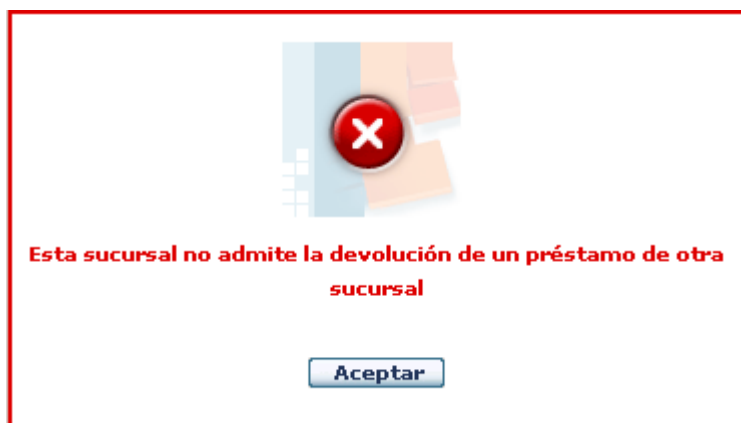 Esta sucursal no admite la devolución de un préstamo de otra
sucursal
Aceptar